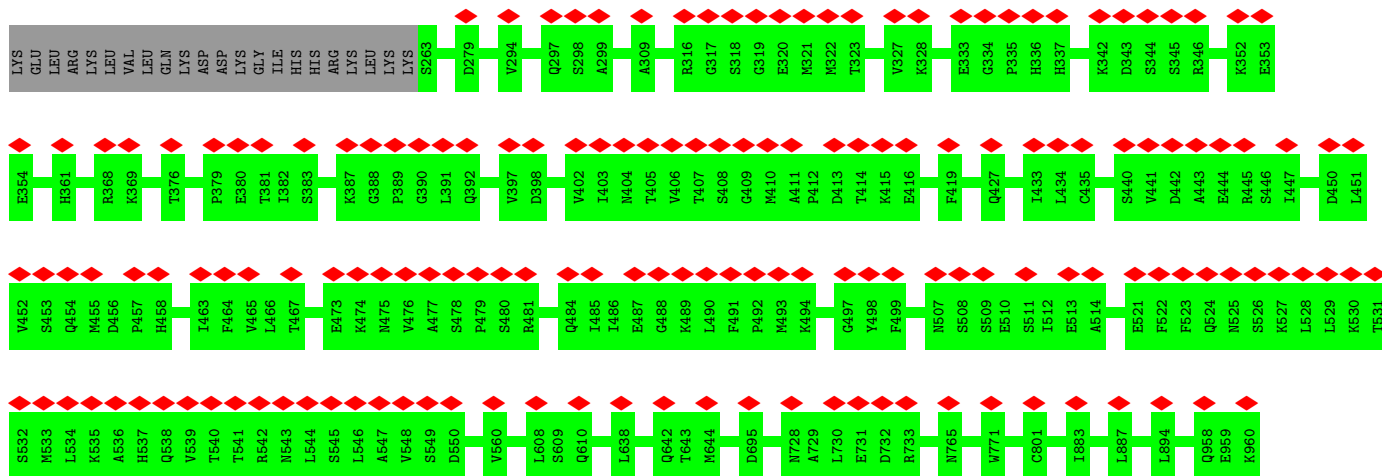 LYS GLU LEU ARG LYS LEU LEU VAL LEU GLN LYS ASP ASP LYS GLY ILE HIS HIS ARG LYS LEU LYS LYS S263 D279 V294 Q297 S298 A299 A309 R316 G317 S318 G319 E320 M321 M322 T323 V327 K328 E333 G334 P335 H336 H337 K342 D343 S344 S345 R346 K352 E353
E354 H361 R368 K369 T376 P379 E380 T381 I382 S383 K387 G388 P389 G390 L391 Q392 V397 D398 V402 I403 N404 T405 V406 T407 S408 G409 M410 A411 P412 D413 T414 K415 E416 F419 Q427 I433 L434 C435 S440 V441 D442 A443 E444 R445 S446 I447 D450 L451
V452 S453 Q454 M455 D456 P457 H458 I463 F464 V465 L466 T467 E473 K474 N475 V476 A477 S478 P479 S480 R481 Q484 I485 I486 E487 G488 K489 L490 F491 P492 M493 K494 G497 Y498 F499 N507 S508 S509 E510 S511 I512 E513 A514 E521 F522 F523 Q524 N525 S526 K527 L528 L529 K530 T531
S532 M533 L534 K535 A536 H537 Q538 V539 T540 T541 R542 N543 L544 S545 L546 A547 V548 S549 D550 V560 L608 S609 Q610 L638 Q642 T643 M644 D695 N728 A729 L730 E731 D732 R733 N765 W771 C801 I883 L887 L894 Q958 E959 K960